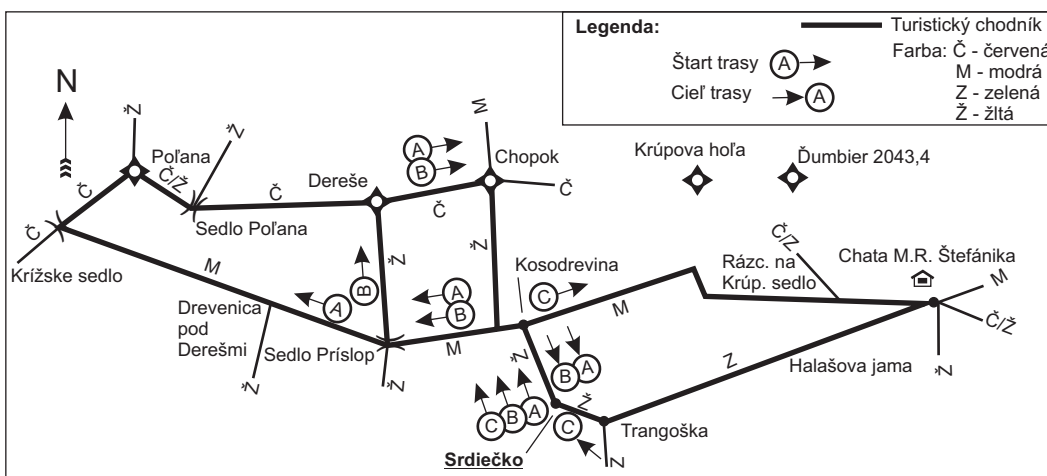 Legenda:
Turistický chodník
Farba: Č - červená
M - modrá
Z - zelená
Ž - žltá
Štart trasy A
Cieľ trasy A
N
Ž
Ž
Poľana
Č/Ž
Č
Č
Krížske sedlo
Sedlo Poľana
Č
Dereše
A
B
Č
M
Chopok
Č
Krúpova hoľa
Ďumbier 2043,4
M
Drevenica
pod
Derešmi
Ž
A
B
Ž
Sedlo Príslop
Ž
A
B
M
Ž
Kosodrevina
C
M
Č/Z
Rázc. na
Krúp. sedlo
Chata M.R. Štefánika
M
Č/Ž
Ž
Halašova jama
Z
Ž
B
A
C
B
A
Ž
C
Srdiečko
Trangoška
Z